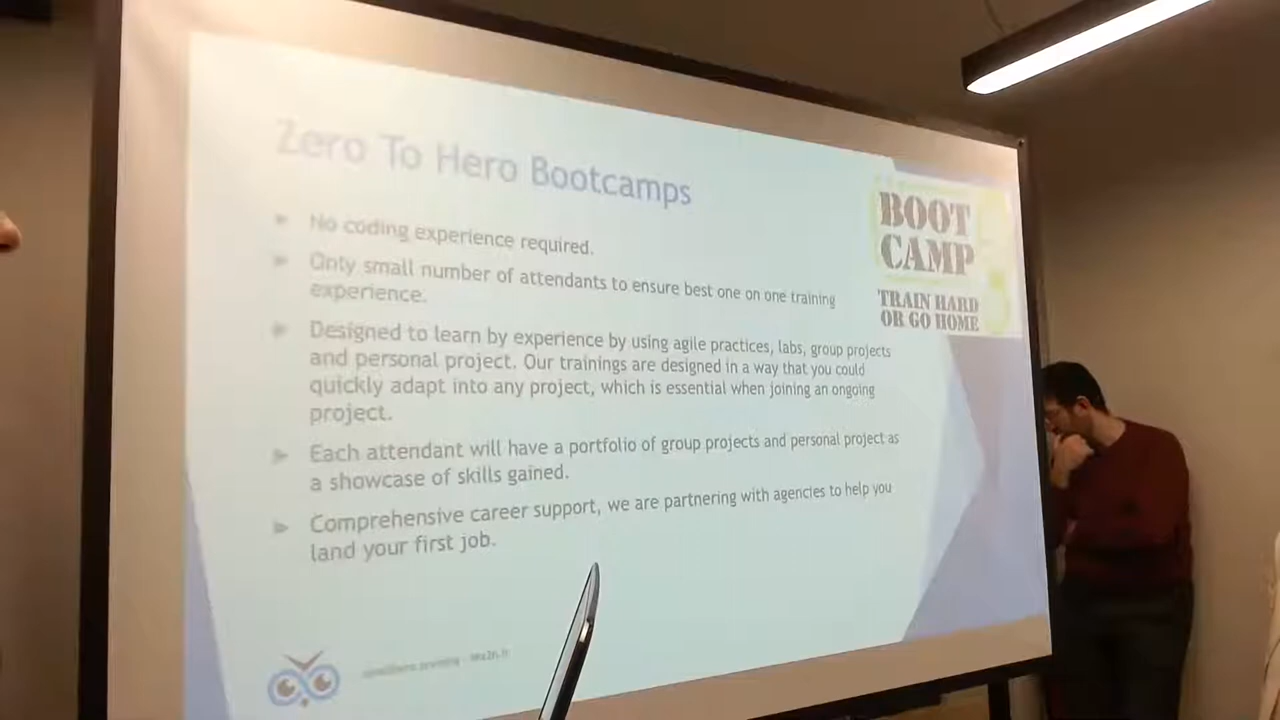 Zero To Hero Bootcamps
No coding experience required.
Only small number of attendants to ensure best one on one training
experience.
Designed to learn by experience by using agile practices, labs, group projects
and personal project. Our trainings are designed in a way that you could
quickly adapt into any project, which is essential when joining an ongoing
project.
Each attendant will have a portfolio of group projects and personal project as
a showcase of skills gained.
Comprehensive career support, we are partnering with agencies to help you
land your first job.
BOOT
CAMP
TRAIN HARD
OR GO HOME